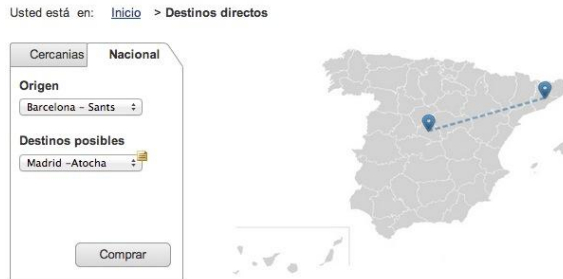 Usted está en: Inicio > Destinos directos
Cercanias Nacional
Origen
Barcelona - Sants
Destinos posibles
Madrid -Atocha
Comprar